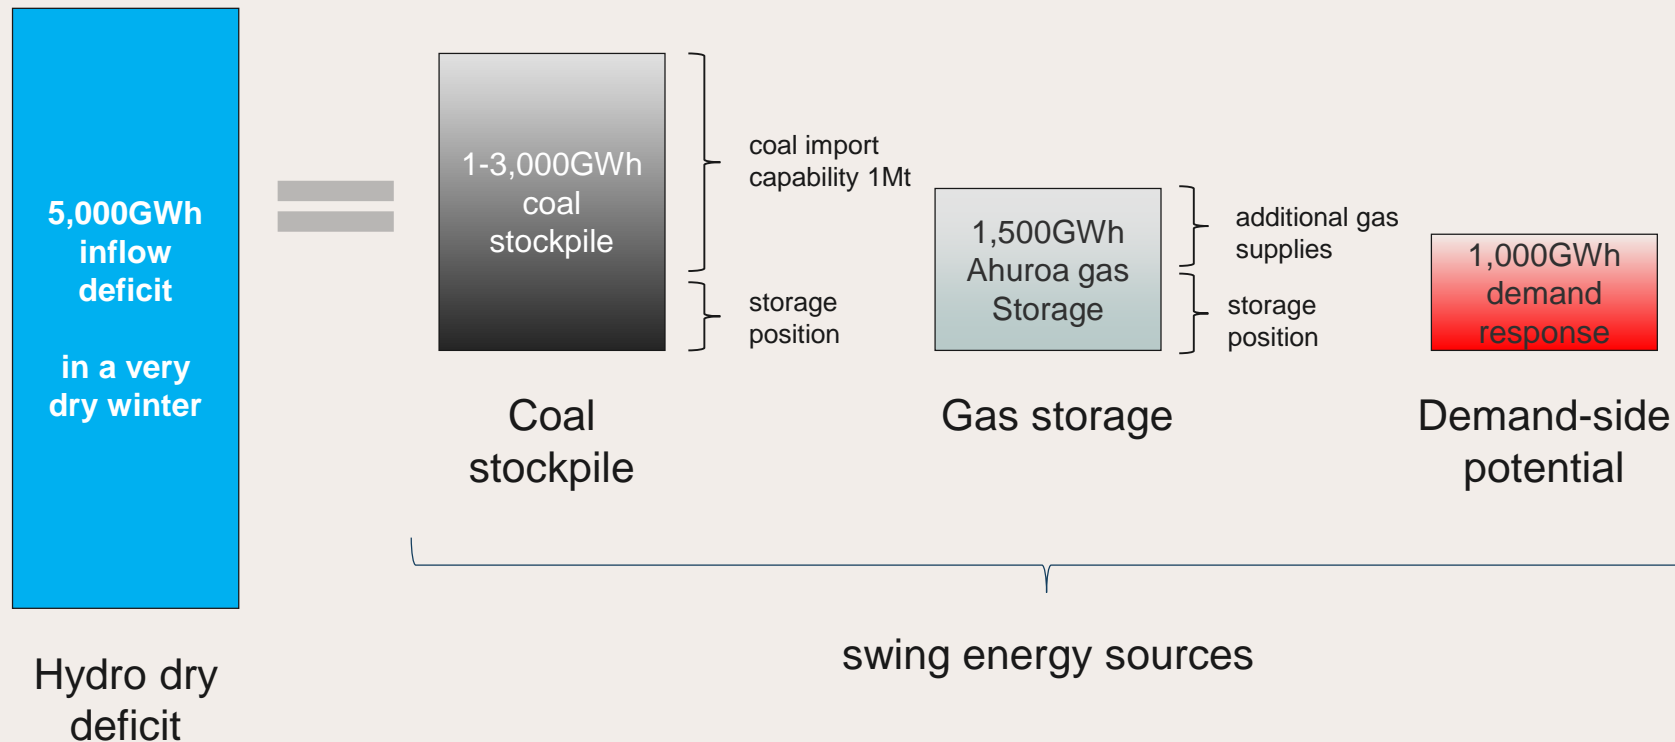 5,000GWh
inflow
deficit
in a very
dry winter
Hydro dry
deficit
1-3,000GWh
coal
stockpile
coal import
capability 1Mt
storage
position
Coal
stockpile
1,500GWh
Ahuroa gas
Storage
additional gas
supplies
storage
position
Gas storage
1,000GWh
demand
response
Demand-side
potential
swing energy sources